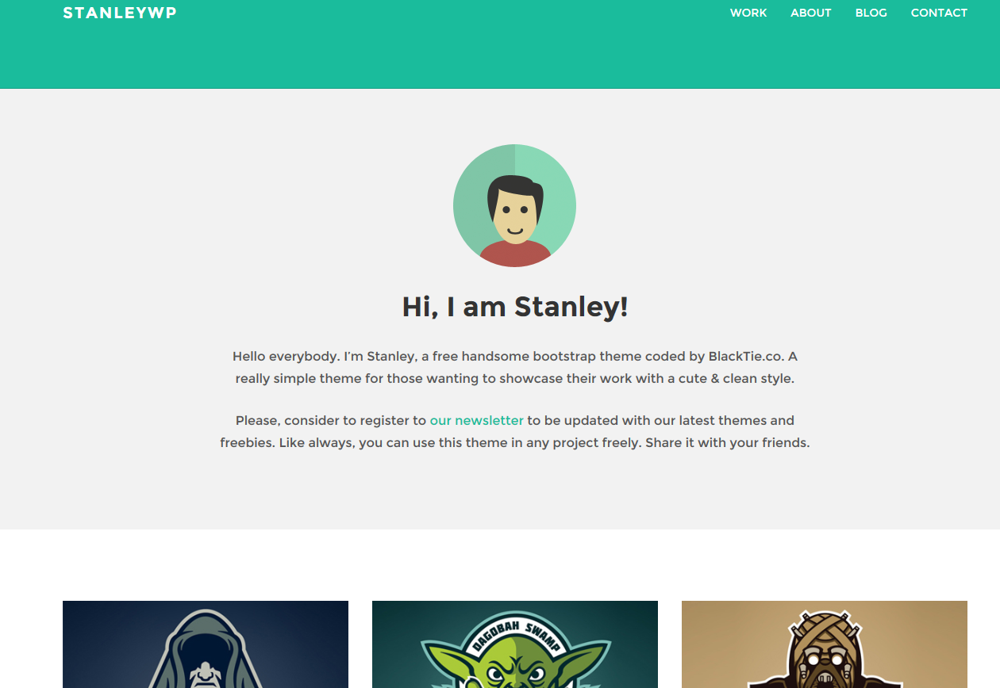 STANLEYWP
WORK ABOUT BLOG CONTACT
Hi, I am Stanley!
Hello everybody. I’m Stanley, a free handsome bootstrap theme coded by BlackTie.co. A
really simple theme for those wanting to showcase their work with a cute & clean style.
Please, consider to register to our newsletter to be updated with our latest themes and
freebies. Like always, you can use this theme in any project freely. Share it with your friends.
DAGOBAH SWAMP